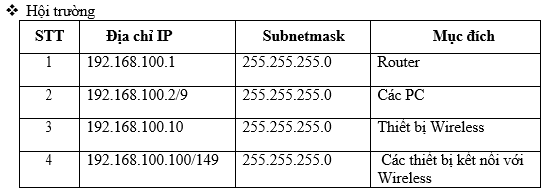 ❖ Hội trường
STT Địa chỉ IP Subnetmask Mục đích
1 192.168.100.1 255.255.255.0 Router
2 192.168.100.2/9 255.255.255.0 Các PC
3 192.168.100.10 255.255.255.0 Thiết bị Wireless
4 192.168.100.100/149 255.255.255.0 Các thiết bị kết nối với
Wireless